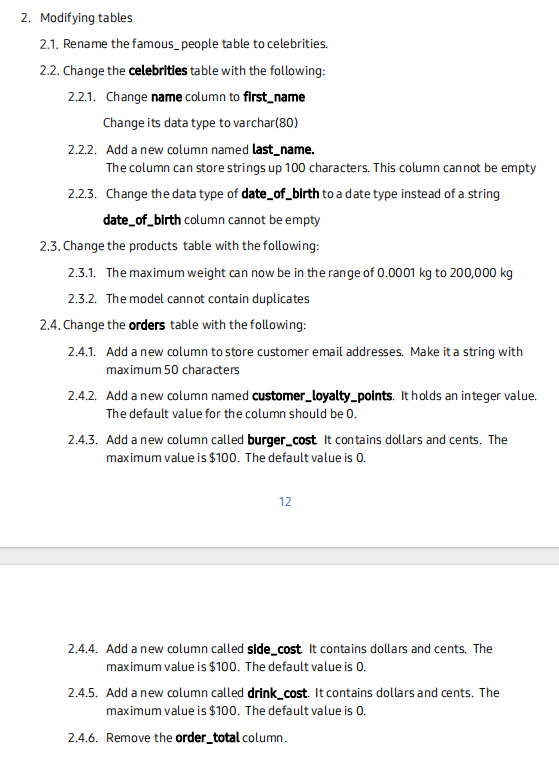 2. Modifying tables
2.1. Rename the famous_people table to celebrities.
2.2. Change the celebrities table with the following:
2.2.1. Change name column to first_name
Change its data type to varchar(80)
2.2.2. Add a new column named last_name.
The column can store strings up 100 characters. This column cannot be empty
2.2.3. Change the data type of date_of_birth to a date type instead of a string
date_of_birth column cannot be empty
2.3. Change the products table with the following:
2.3.1. The maximum weight can now be in the range of 0.0001 kg to 200,000 kg
2.3.2. The model cannot contain duplicates
2.4. Change the orders table with the following:
2.4.1. Add a new column to store customer email addresses. Make it a string with
maximum 50 characters
2.4.2. Add a new column named customer_loyalty_points. It holds an integer value.
The default value for the column should be 0.
2.4.3. Add a new column called burger_cost. It contains dollars and cents. The
maximum value is $100. The default value is 0.
12
2.4.4. Add a new column called side_cost. It contains dollars and cents. The
maximum value is $100. The default value is 0.
2.4.5. Add a new column called drink_cost. It contains dollars and cents. The
maximum value is $100. The default value is 0.
2.4.6. Remove the order_total column.